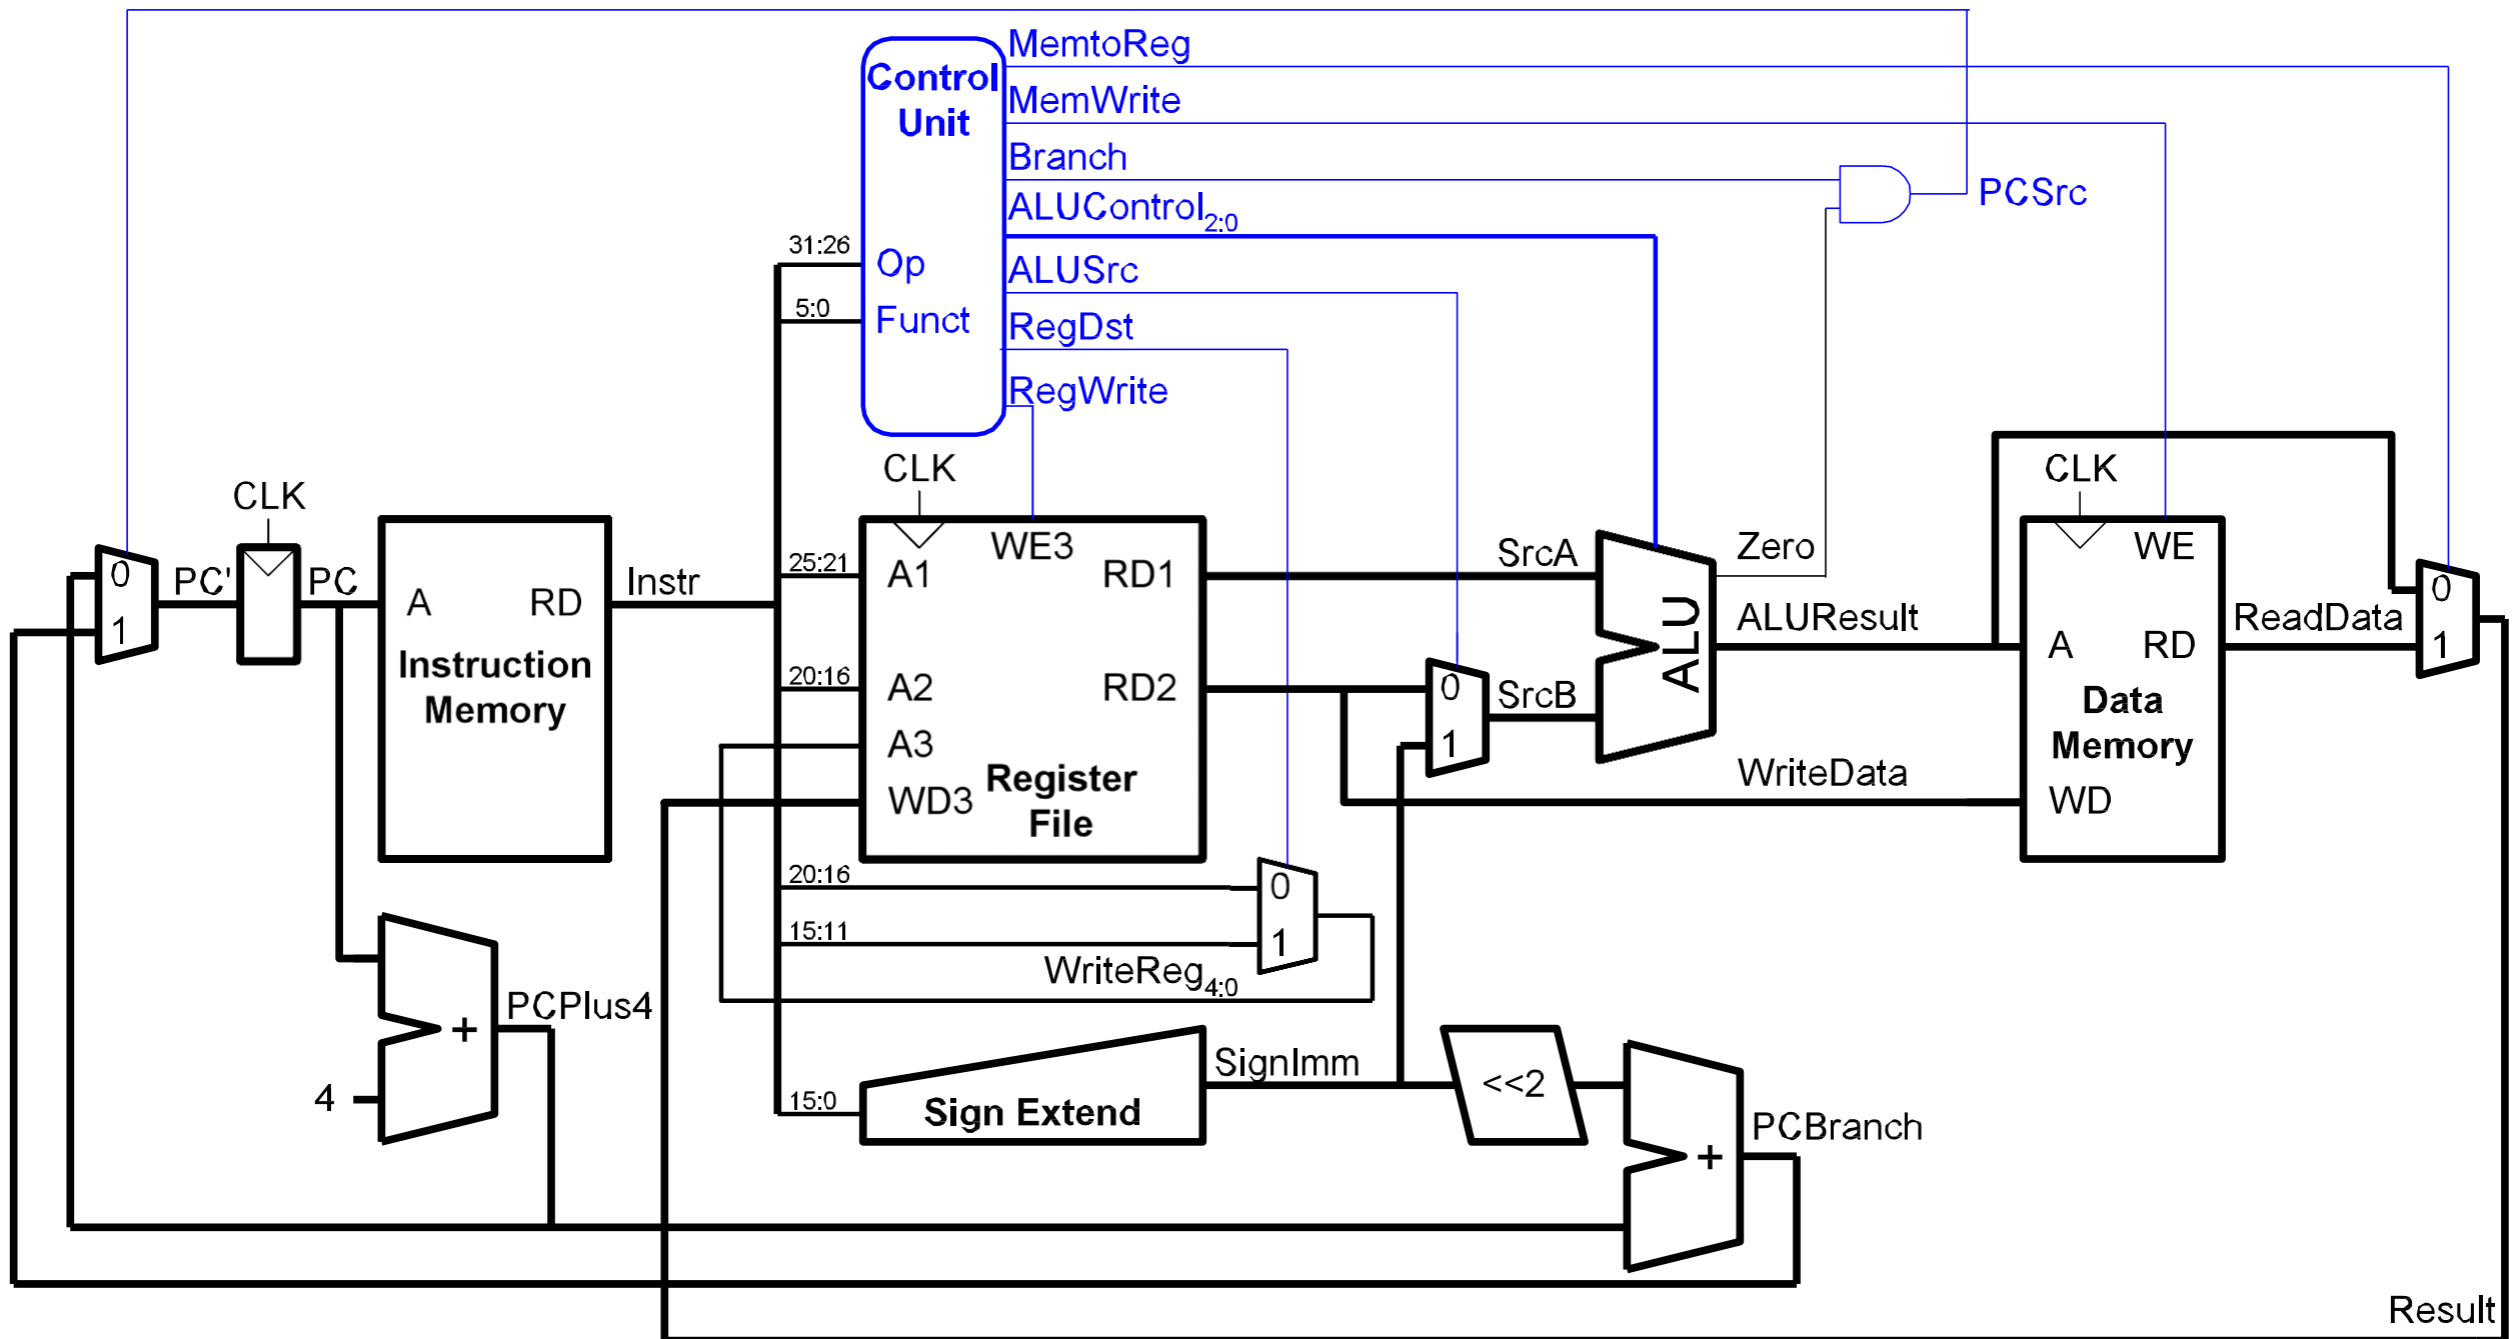 MemtoReg
Control
Unit
MemWrite
Branch
ALUControl2:0
PCSrc
31:26
Op
ALUSrc
5:0
Funct
RegDst
RegWrite
CLK
CLK
CLK
0
1
PC'
PC
A
RD
Instruction
Memory
Instr
25:21
A1
WE3
RD1
20:16
A2
RD2
A3
WD3
Register
File
SrcA
0
1
SrcB
ALU
Zero
ALUResult
WriteData
WE
A
RD
Data
Memory
WD
ReadData
0
1
20:16
0
15:11
1
WriteReg4:0
PCPlus4
+
4
15:0
Sign Extend
SignImm
<<2
+
PCBranch
Result